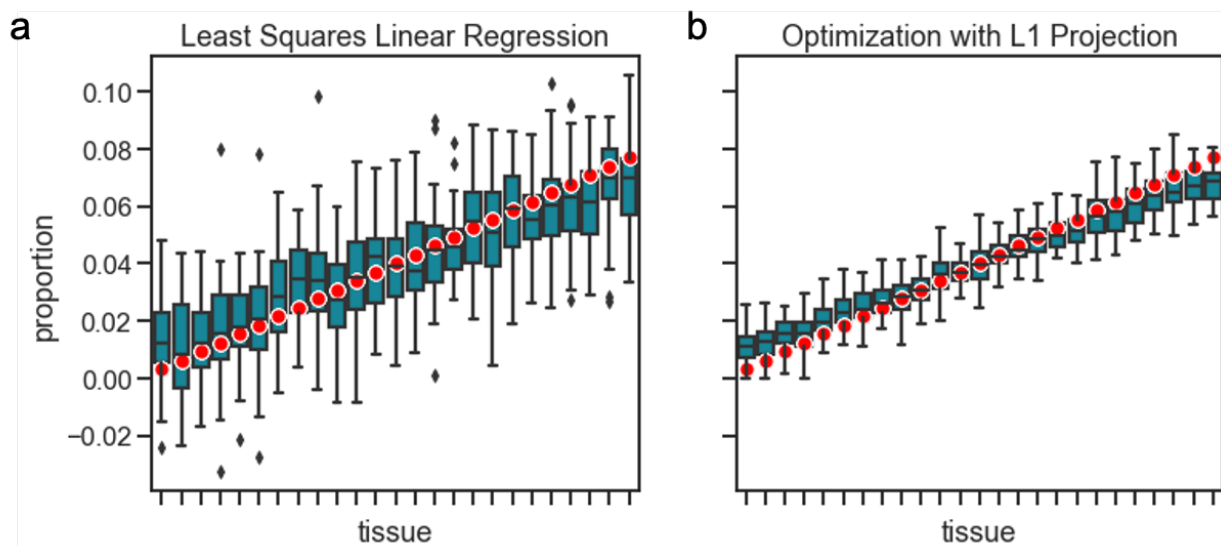 a
Least Squares Linear Regression
b
Optimization with L1 Projection
0.10
0.08
0.06
0.04
0.02
0.00
−0.02
proportion
tissue
tissue